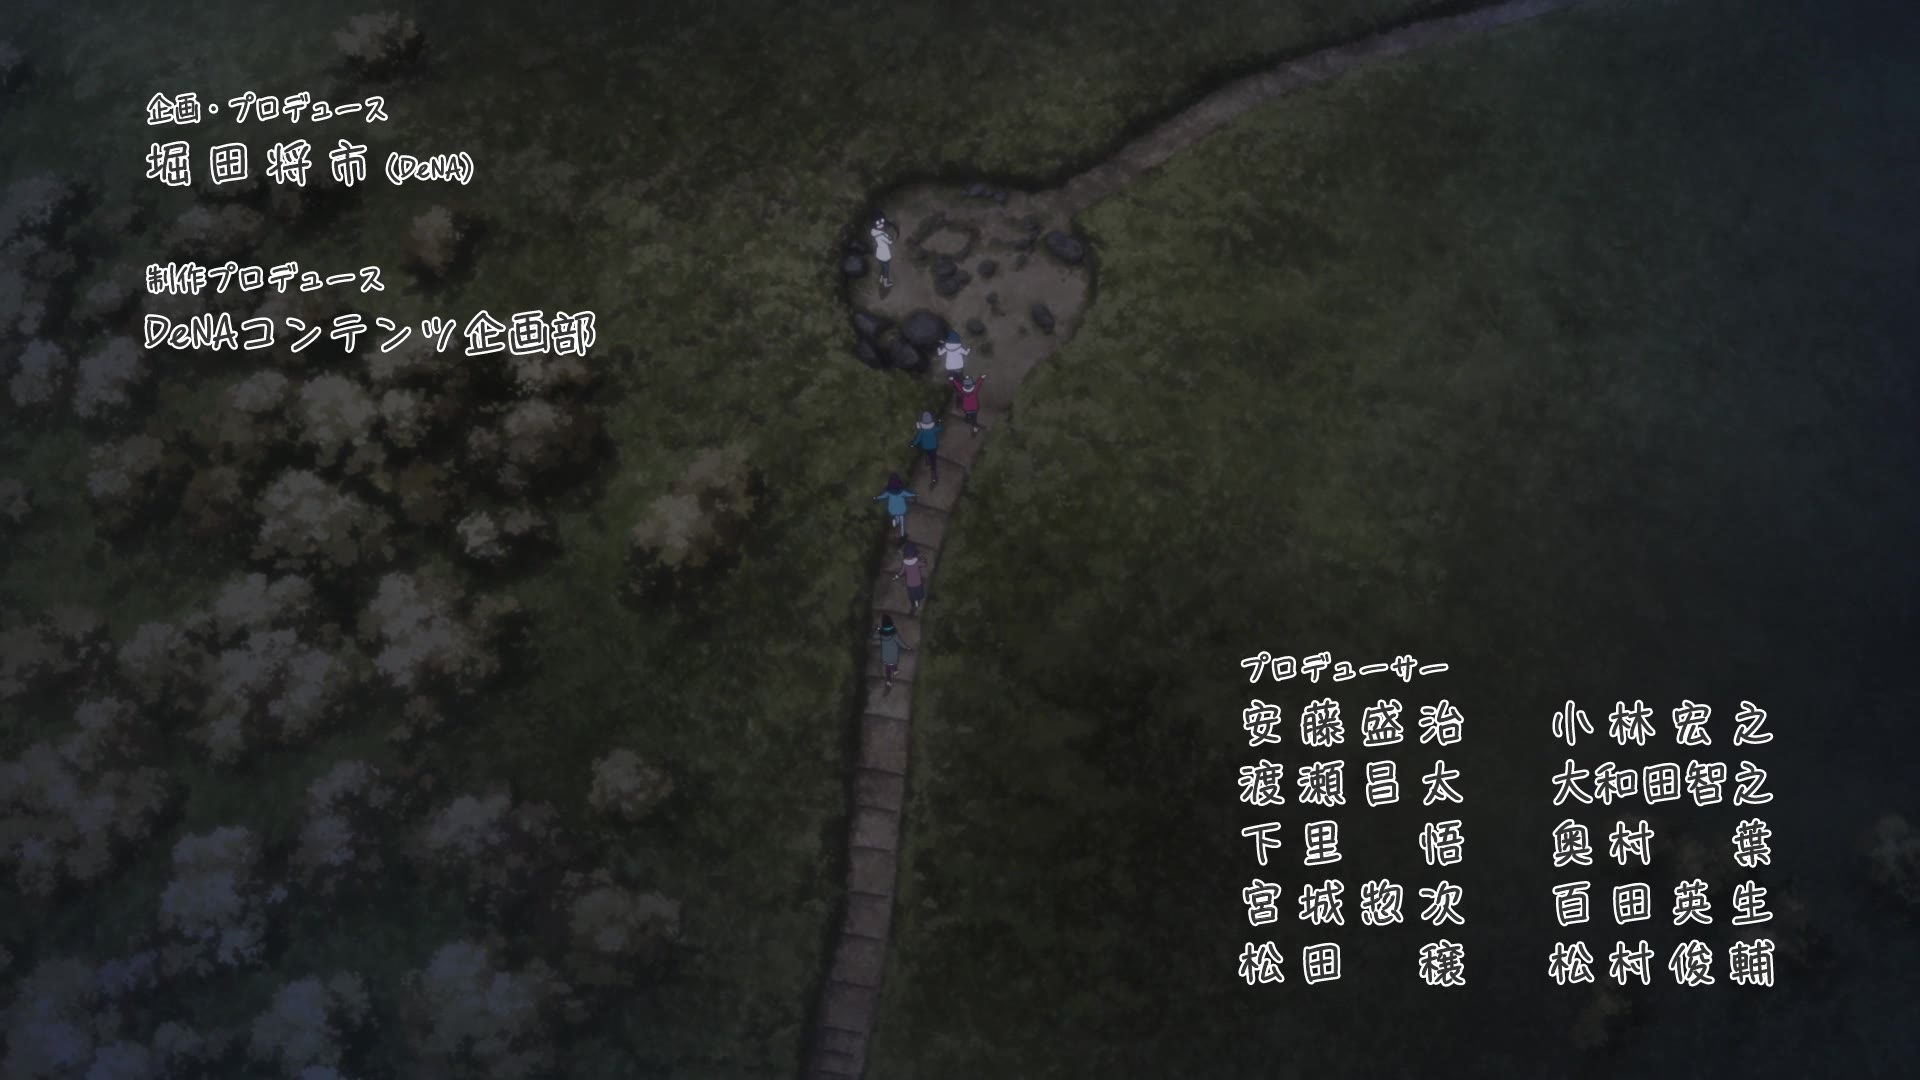 企画・プロデュース
堀田将市(DeNA)
制作プロデュース
DeNAコンテンツ企画部
プロデューサー
安藤盛治 小林宏之
渡瀬昌太 大和田智之
下里 悟 奥村 葉
宮城惣次 百田英生
松田 穣 松村俊輔